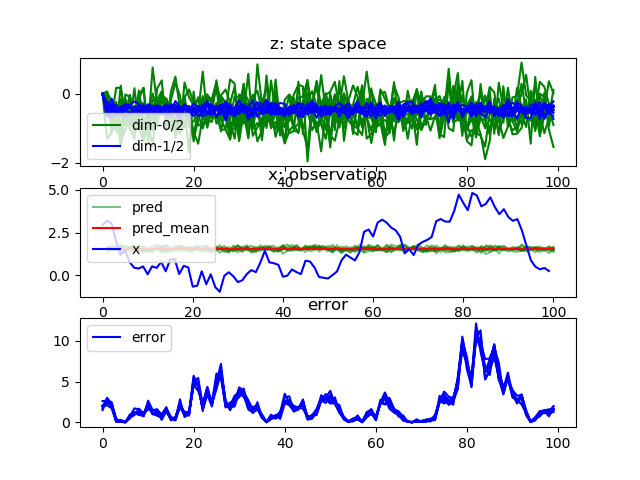 z: state space
0
−2
dim-0/2
dim-1/2
0 20 40 60 80 100
x: observation
5.0
2.5
0.0
pred
pred_mean
x
0 20 40 60 80 100
error
10
5
0
error
0 20 40 60 80 100